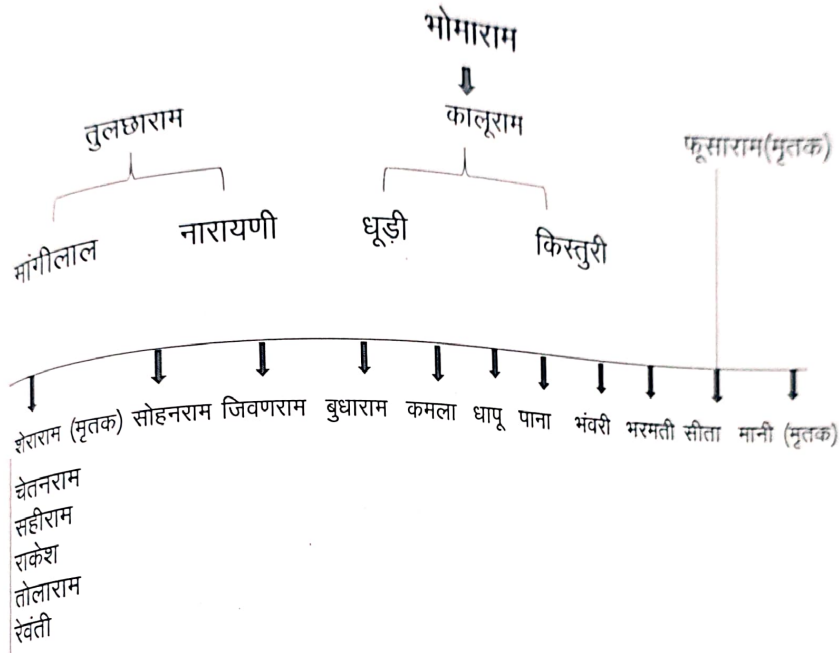 भोमाराम
तुलछाराम
कालूराम
फूसाराम(मृतक)
मांगीलाल
नारायणी
धूड़ी
किस्तुरी
शेराराम (मृतक) सोहनराम जिवणराम बुधाराम कमला धापू पाना भंवरी भरमती सीता मानी (मृतक)
चेतनराम
सहीराम
राकेश
तोलाराम
रेवंती